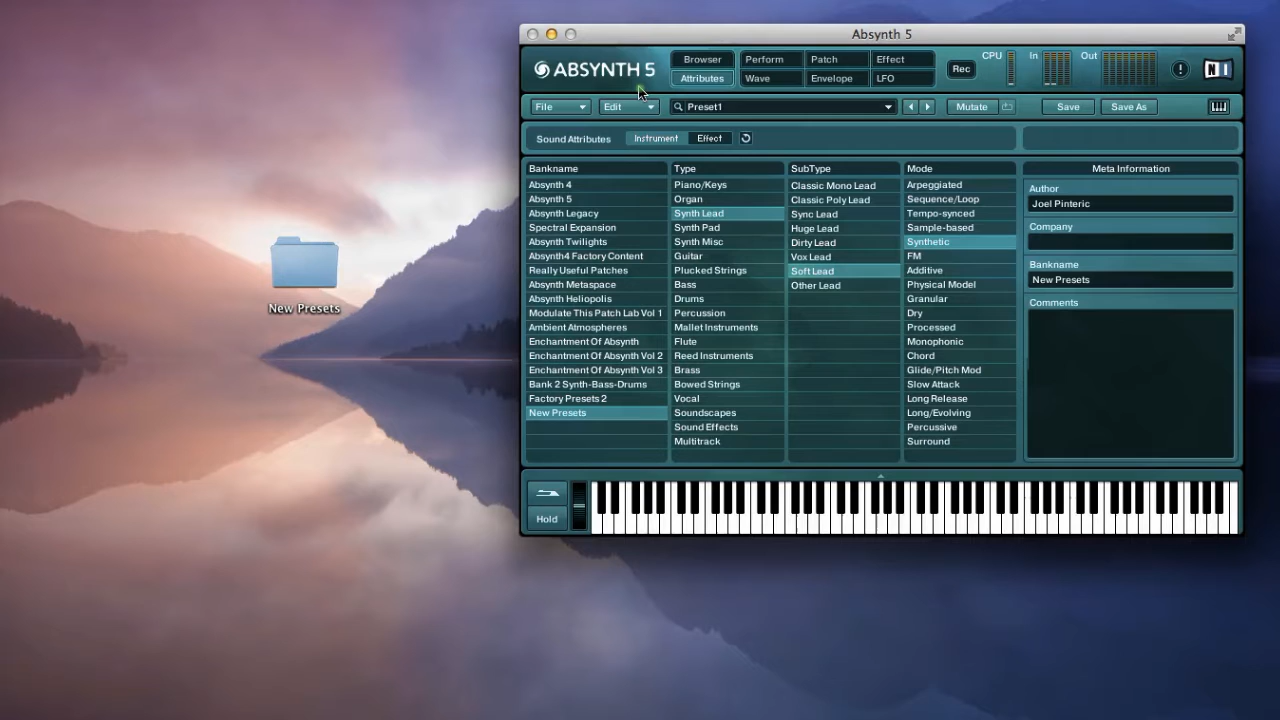 Absynth 5
ABSYNTH 5
Browser
Perform
Patch
Effect
Attributes
Wave
Envelope
LFO
Rec
CPU
In
Out
!
NI
File
Edit
Preset1
Mutate
Save
Save As
Sound Attributes
Instrument
Effect
Bankname
Absynth 4
Absynth 5
Absynth Legacy
Spectral Expansion
Absynth Twilights
Absynth4 Factory Content
Really Useful Patches
Absynth Metaspace
Absynth Heliopolis
Modulate This Patch Lab Vol 1
Ambient Atmospheres
Enchantment Of Absynth
Enchantment Of Absynth Vol 2
Enchantment Of Absynth Vol 3
Bank 2 Synth-Bass-Drums
Factory Presets 2
New Presets
Type
Piano/Keys
Organ
Synth Lead
Synth Pad
Synth Misc
Guitar
Plucked Strings
Bass
Drums
Percussion
Mallet Instruments
Flute
Reed Instruments
Brass
Bowed Strings
Vocal
Soundscapes
Sound Effects
Multitrack
SubType
Classic Mono Lead
Classic Poly Lead
Sync Lead
Huge Lead
Dirty Lead
Vox Lead
Soft Lead
Other Lead
Mode
Arpeggiated
Sequence/Loop
Tempo-synced
Sample-based
Synthetic
FM
Additive
Physical Model
Granular
Dry
Processed
Monophonic
Chord
Glide/Pitch Mod
Slow Attack
Long Release
Long/Evolving
Percussive
Surround
Meta Information
Author
Joel Pinteric
Company
Bankname
New Presets
Comments
Hold
New Presets